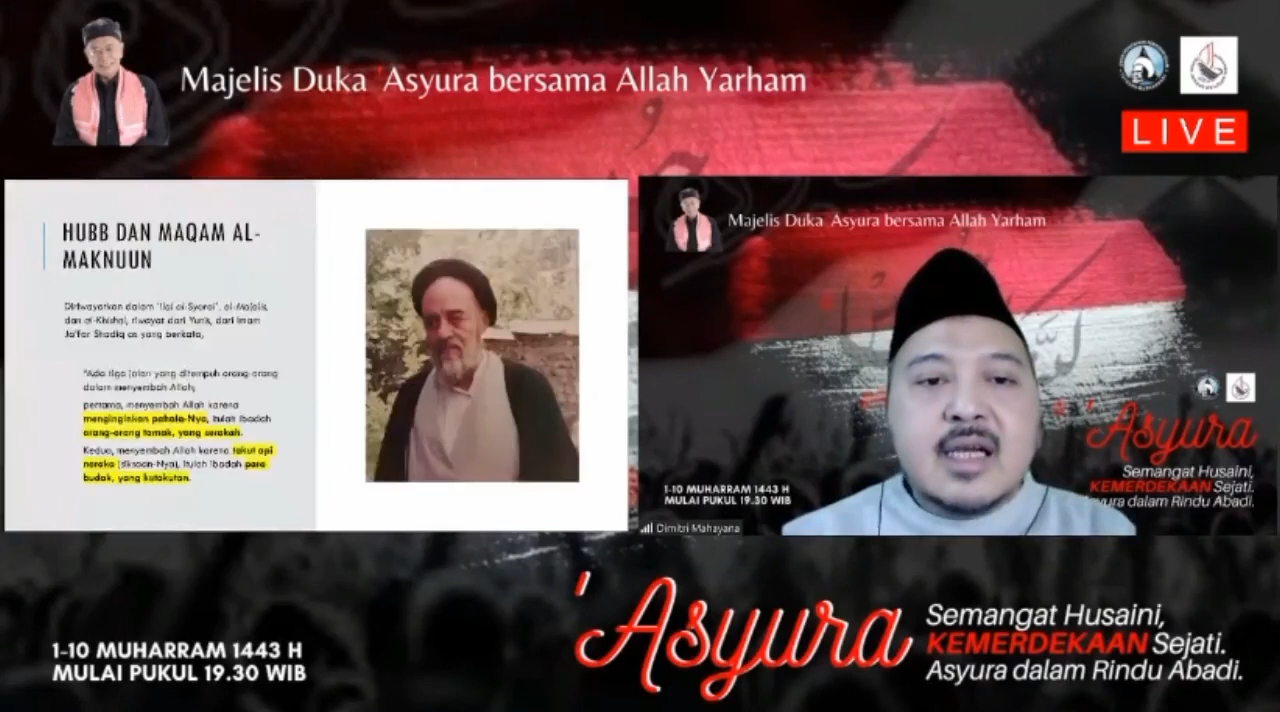 Majelis Duka 'Asyura bersama Allah Yarham
LIVE
HUBB DAN MAQAM AL-
MAKNUUN
Diriwayatkan dalam 'Ilal al-Syarai', al-Majalis,
dan al-Khishal, riwayat dari Yunis, dari Imam
Ja'far Shadiq as yang berkata,
"Ada tiga jalan yang ditempuh orang-orang
dalam menyembah Allah;
pertama, menyembah Allah karena
menginginkan pahala-Nya, itulah ibadah
orang-orang tamak, yang serakah.
Kedua, menyembah Allah karena takut api
neraka (siksaan-Nya), itulah ibadah para
budak, yang ketakutan.
Majelis Duka 'Asyura bersama Allah Yarham
'Asyura
Semangat Husaini,
KEMERDEKAAN Sejati.
Asyura dalam Rindu Abadi.
1-10 MUHARRAM 1443 H
MULAI PUKUL 19.30 WIB
Dimitri Mahayana
'Asyura
Semangat Husaini,
KEMERDEKAAN Sejati.
Asyura dalam Rindu Abadi.
1-10 MUHARRAM 1443 H
MULAI PUKUL 19.30 WIB